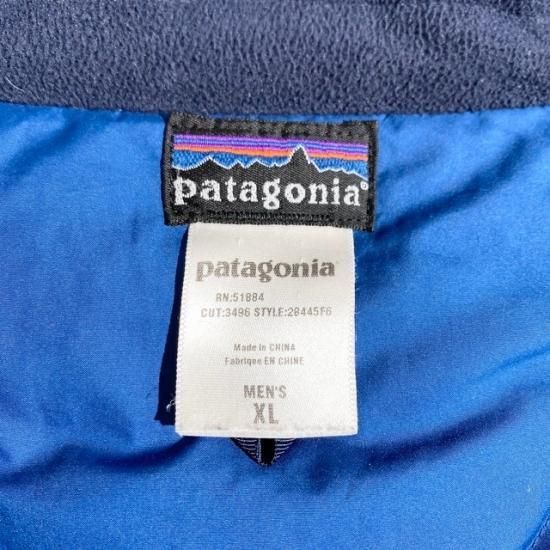 patagonia®
patagonia
RN:51884
CUT:3496 STYLE:28445F6
Made in CHINA
Fabriqué EN CHINE
MEN'S
XL